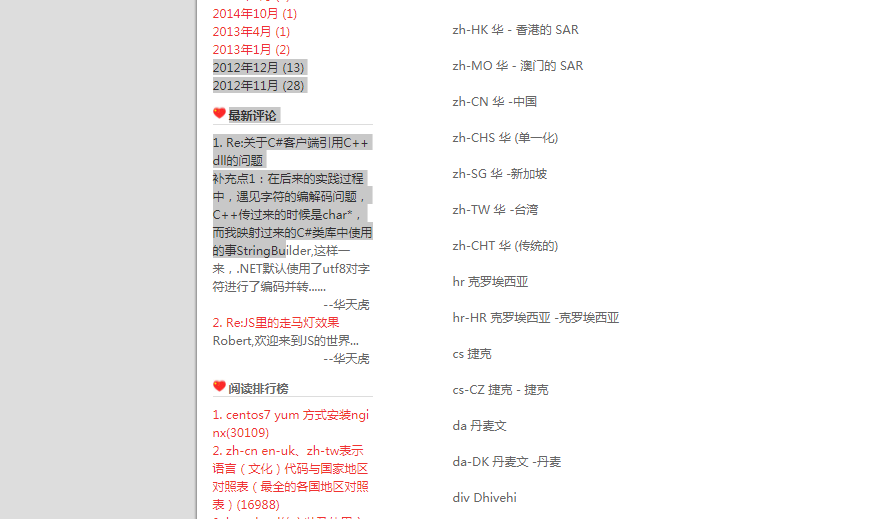 2014年10月 (1)
2013年4月 (1)
2013年1月 (2)
2012年12月 (13)
2012年11月 (28)
最新评论
1. Re:关于C#客户端引用C++
dll的问题
补充点1：在后来的实践过程
中，遇见字符的编解码问题，
C++传过来的时候是char*，
而我映射过来的C#类库中使用
的事StringBuilder,这样一
来，.NET默认使用了utf8对字
符进行了编码并转......
--华天虎
2. Re:JS里的走马灯效果
Robert,欢迎来到JS的世界...
--华天虎
阅读排行榜
1. centos7 yum 方式安装ngi
nx(30109)
2. zh-cn en-uk、zh-tw表示
语言（文化）代码与国家地区
对照表（最全的各国地区对照
表）(16988)
zh-HK 华 - 香港的 SAR
zh-MO 华 - 澳门的 SAR
zh-CN 华 -中国
zh-CHS 华 (单一化)
zh-SG 华 -新加坡
zh-TW 华 -台湾
zh-CHT 华 (传统的)
hr 克罗埃西亚
hr-HR 克罗埃西亚 -克罗埃西亚
cs 捷克
cs-CZ 捷克 - 捷克
da 丹麦文
da-DK 丹麦文 -丹麦
div Dhivehi